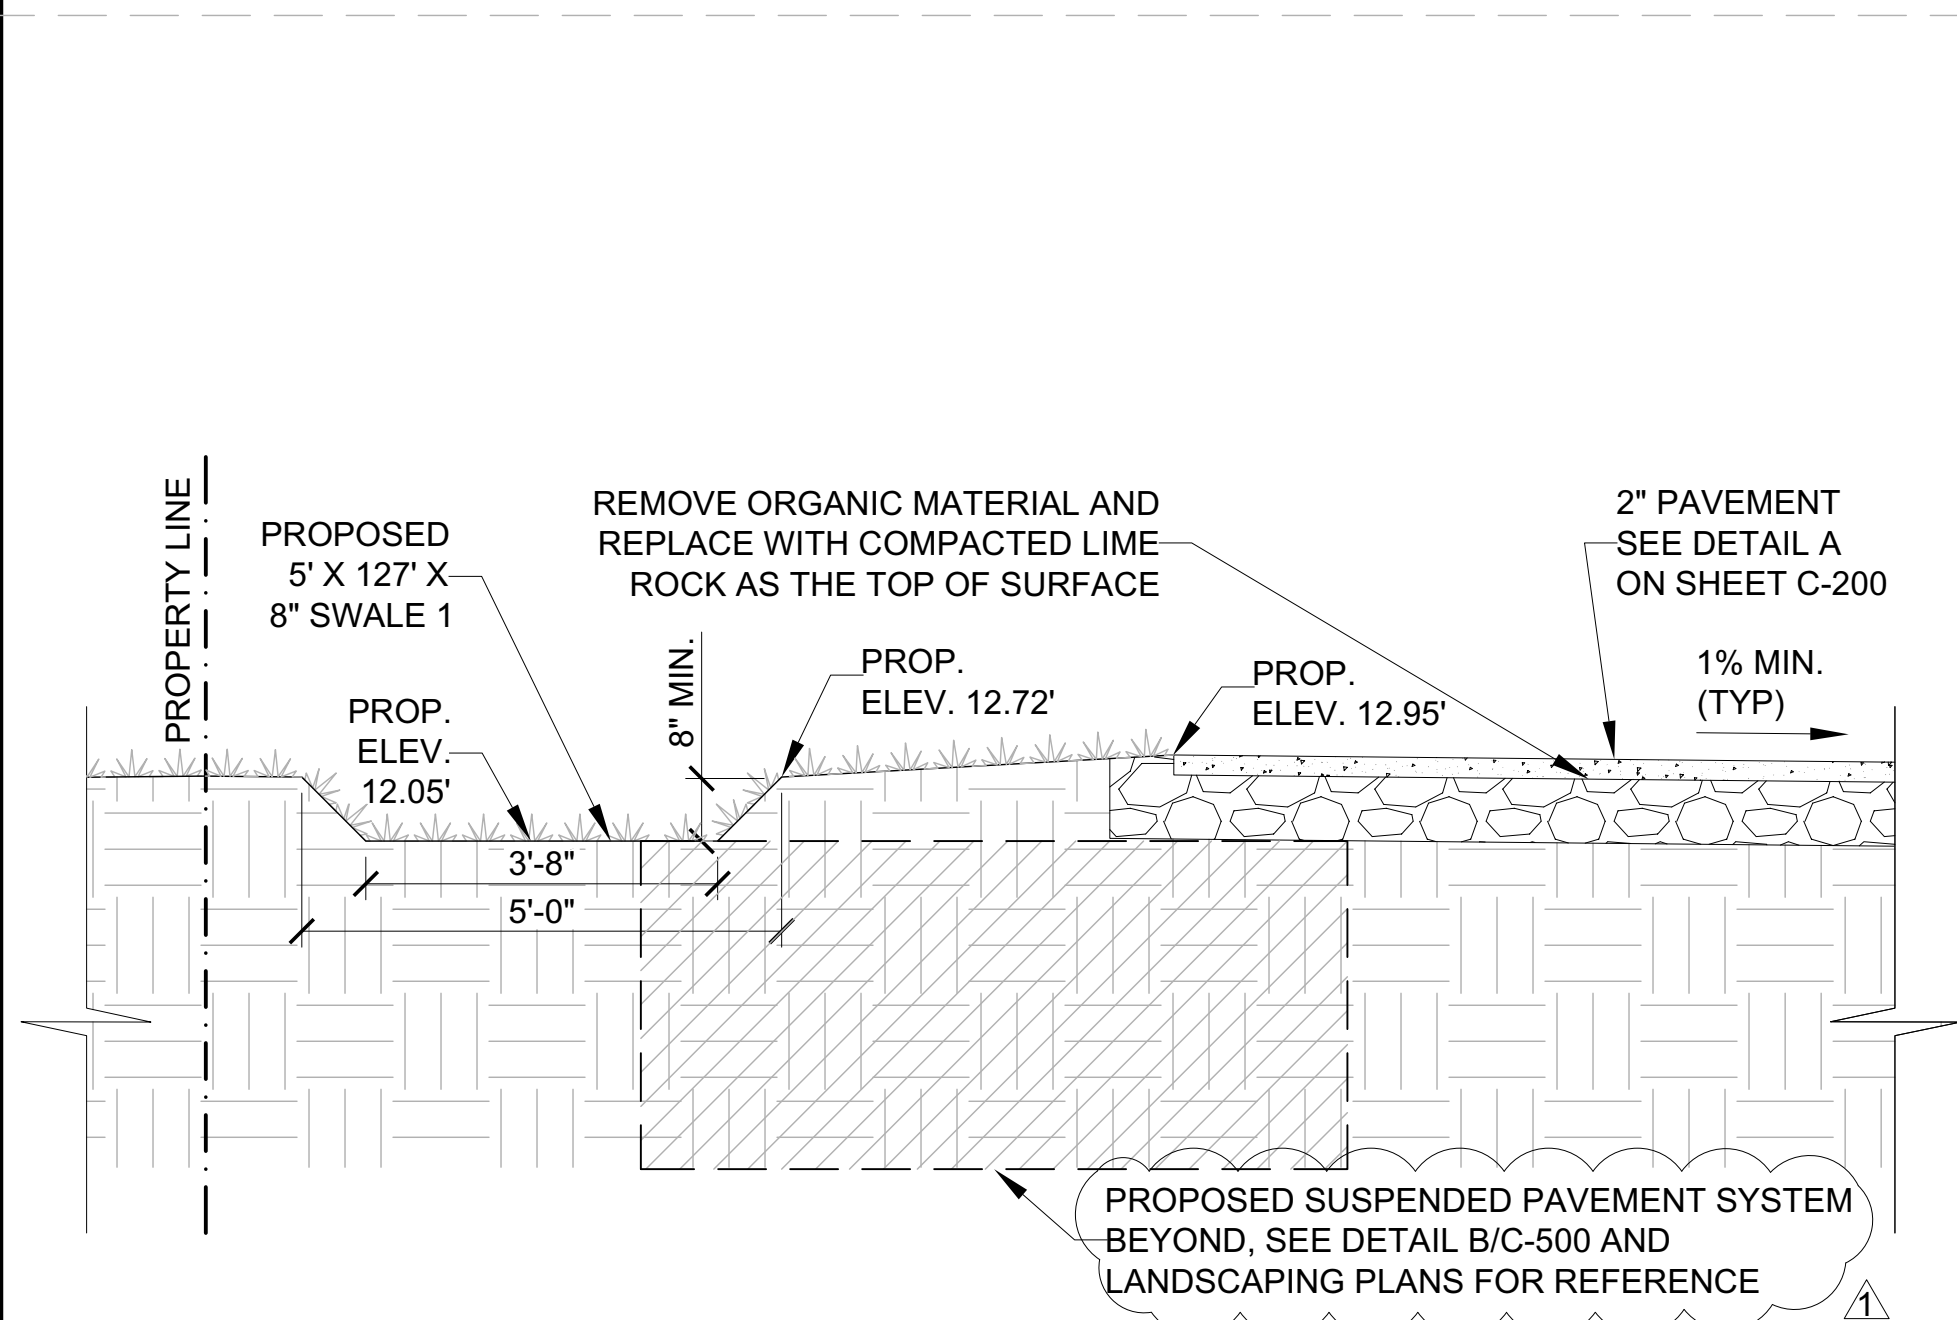 PROPERTY LINE
PROPOSED
5' X 127' X
8" SWALE 1
REMOVE ORGANIC MATERIAL AND
REPLACE WITH COMPACTED LIME
ROCK AS THE TOP OF SURFACE
2" PAVEMENT
SEE DETAIL A
ON SHEET C-200
PROP.
ELEV.
12.05'
8" MIN.
PROP.
ELEV. 12.72'
PROP.
ELEV. 12.95'
1% MIN.
(TYP)
3'-8"
5'-0"
PROPOSED SUSPENDED PAVEMENT SYSTEM
BEYOND, SEE DETAIL B/C-500 AND
LANDSCAPING PLANS FOR REFERENCE
1